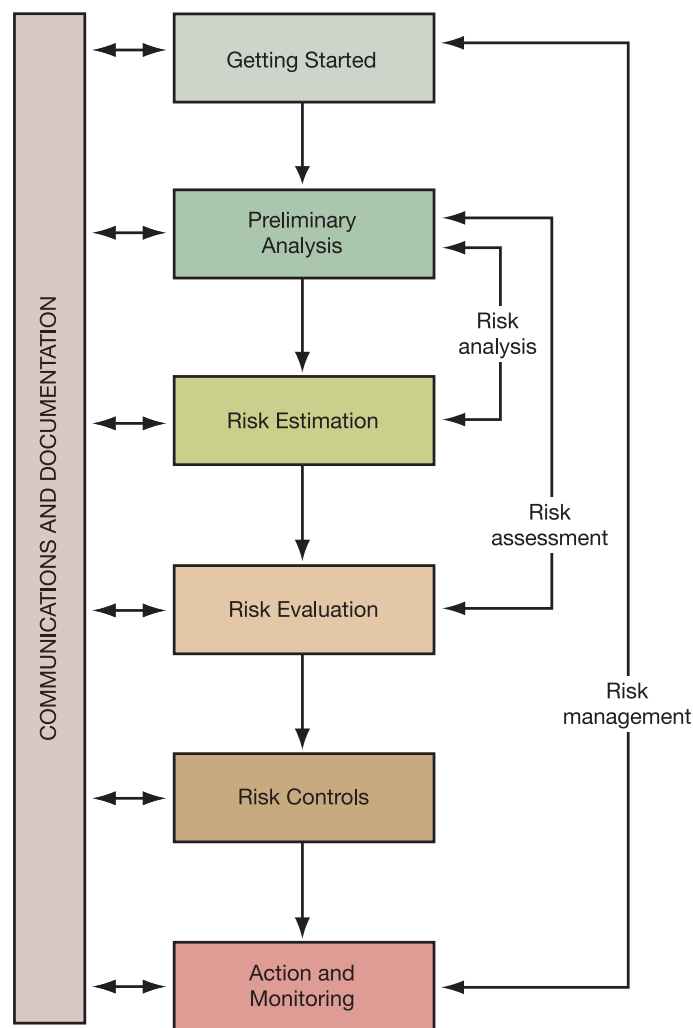 COMMUNICATIONS AND DOCUMENTATION
Getting Started
Preliminary
Analysis
Risk
analysis
Risk Estimation
Risk
assessment
Risk Evaluation
Risk
management
Risk Controls
Action and
Monitoring